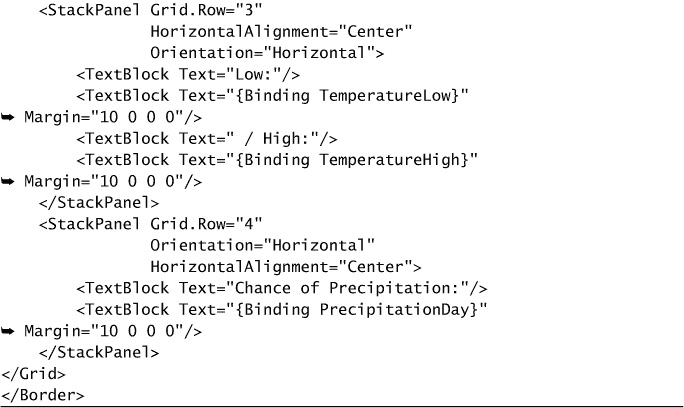 <StackPanel Grid.Row="3"
                HorizontalAlignment="Center"
                Orientation="Horizontal">
        <TextBlock Text="Low:"/>
        <TextBlock Text="{Binding TemperatureLow}"
➥ Margin="10 0 0 0"/>
        <TextBlock Text=" / High:"/>
        <TextBlock Text="{Binding TemperatureHigh}"
➥ Margin="10 0 0 0"/>
    </StackPanel>
    <StackPanel Grid.Row="4"
                Orientation="Horizontal"
                HorizontalAlignment="Center">
        <TextBlock Text="Chance of Precipitation:"/>
        <TextBlock Text="{Binding PrecipitationDay}"
➥ Margin="10 0 0 0"/>
    </StackPanel>
</Grid>
</Border>